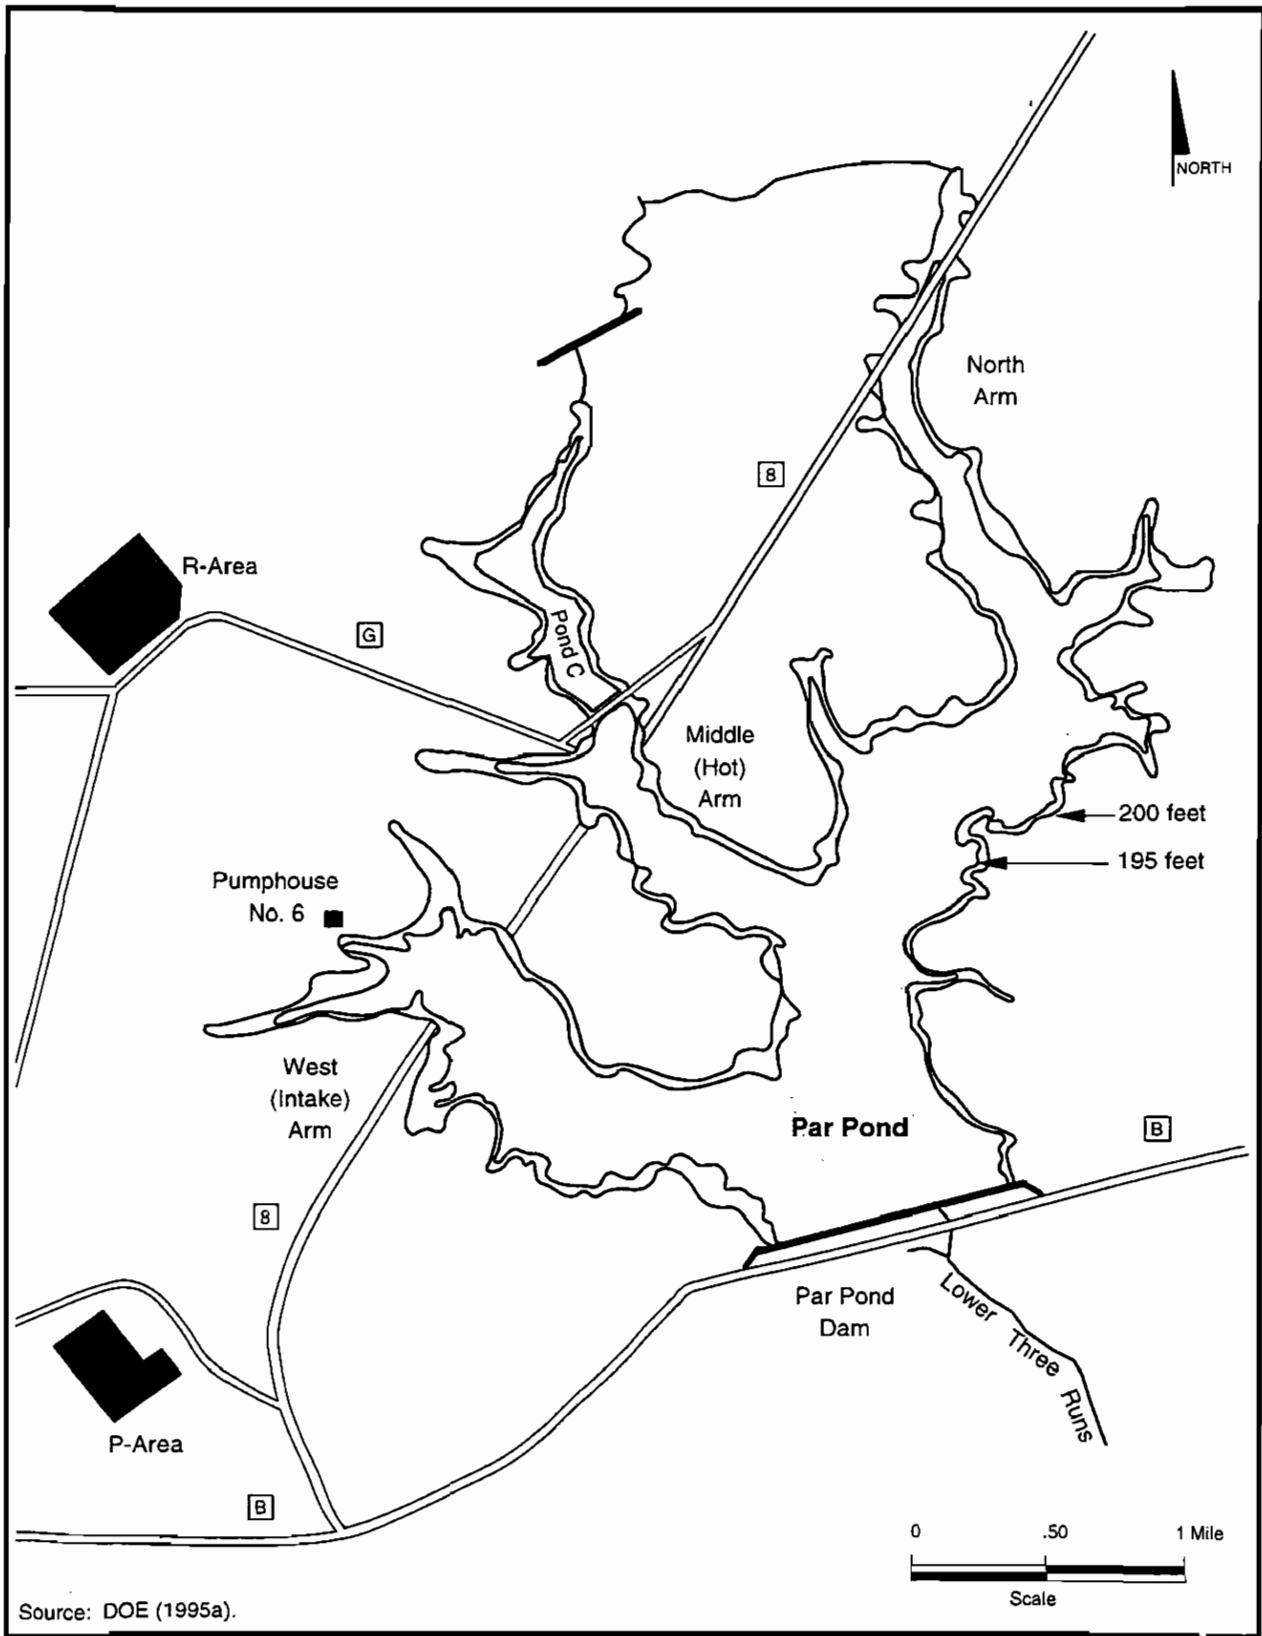 NORTH
North
Arm
8
R-Area
G
Pond C
Middle
(Hot)
Arm
200 feet
195 feet
Pumphouse
No. 6
West
(Intake)
Arm
Par Pond
B
8
Par Pond
Dam
Lower Three Runs
P-Area
B
0 .50 1 Mile
Scale
Source: DOE (1995a).